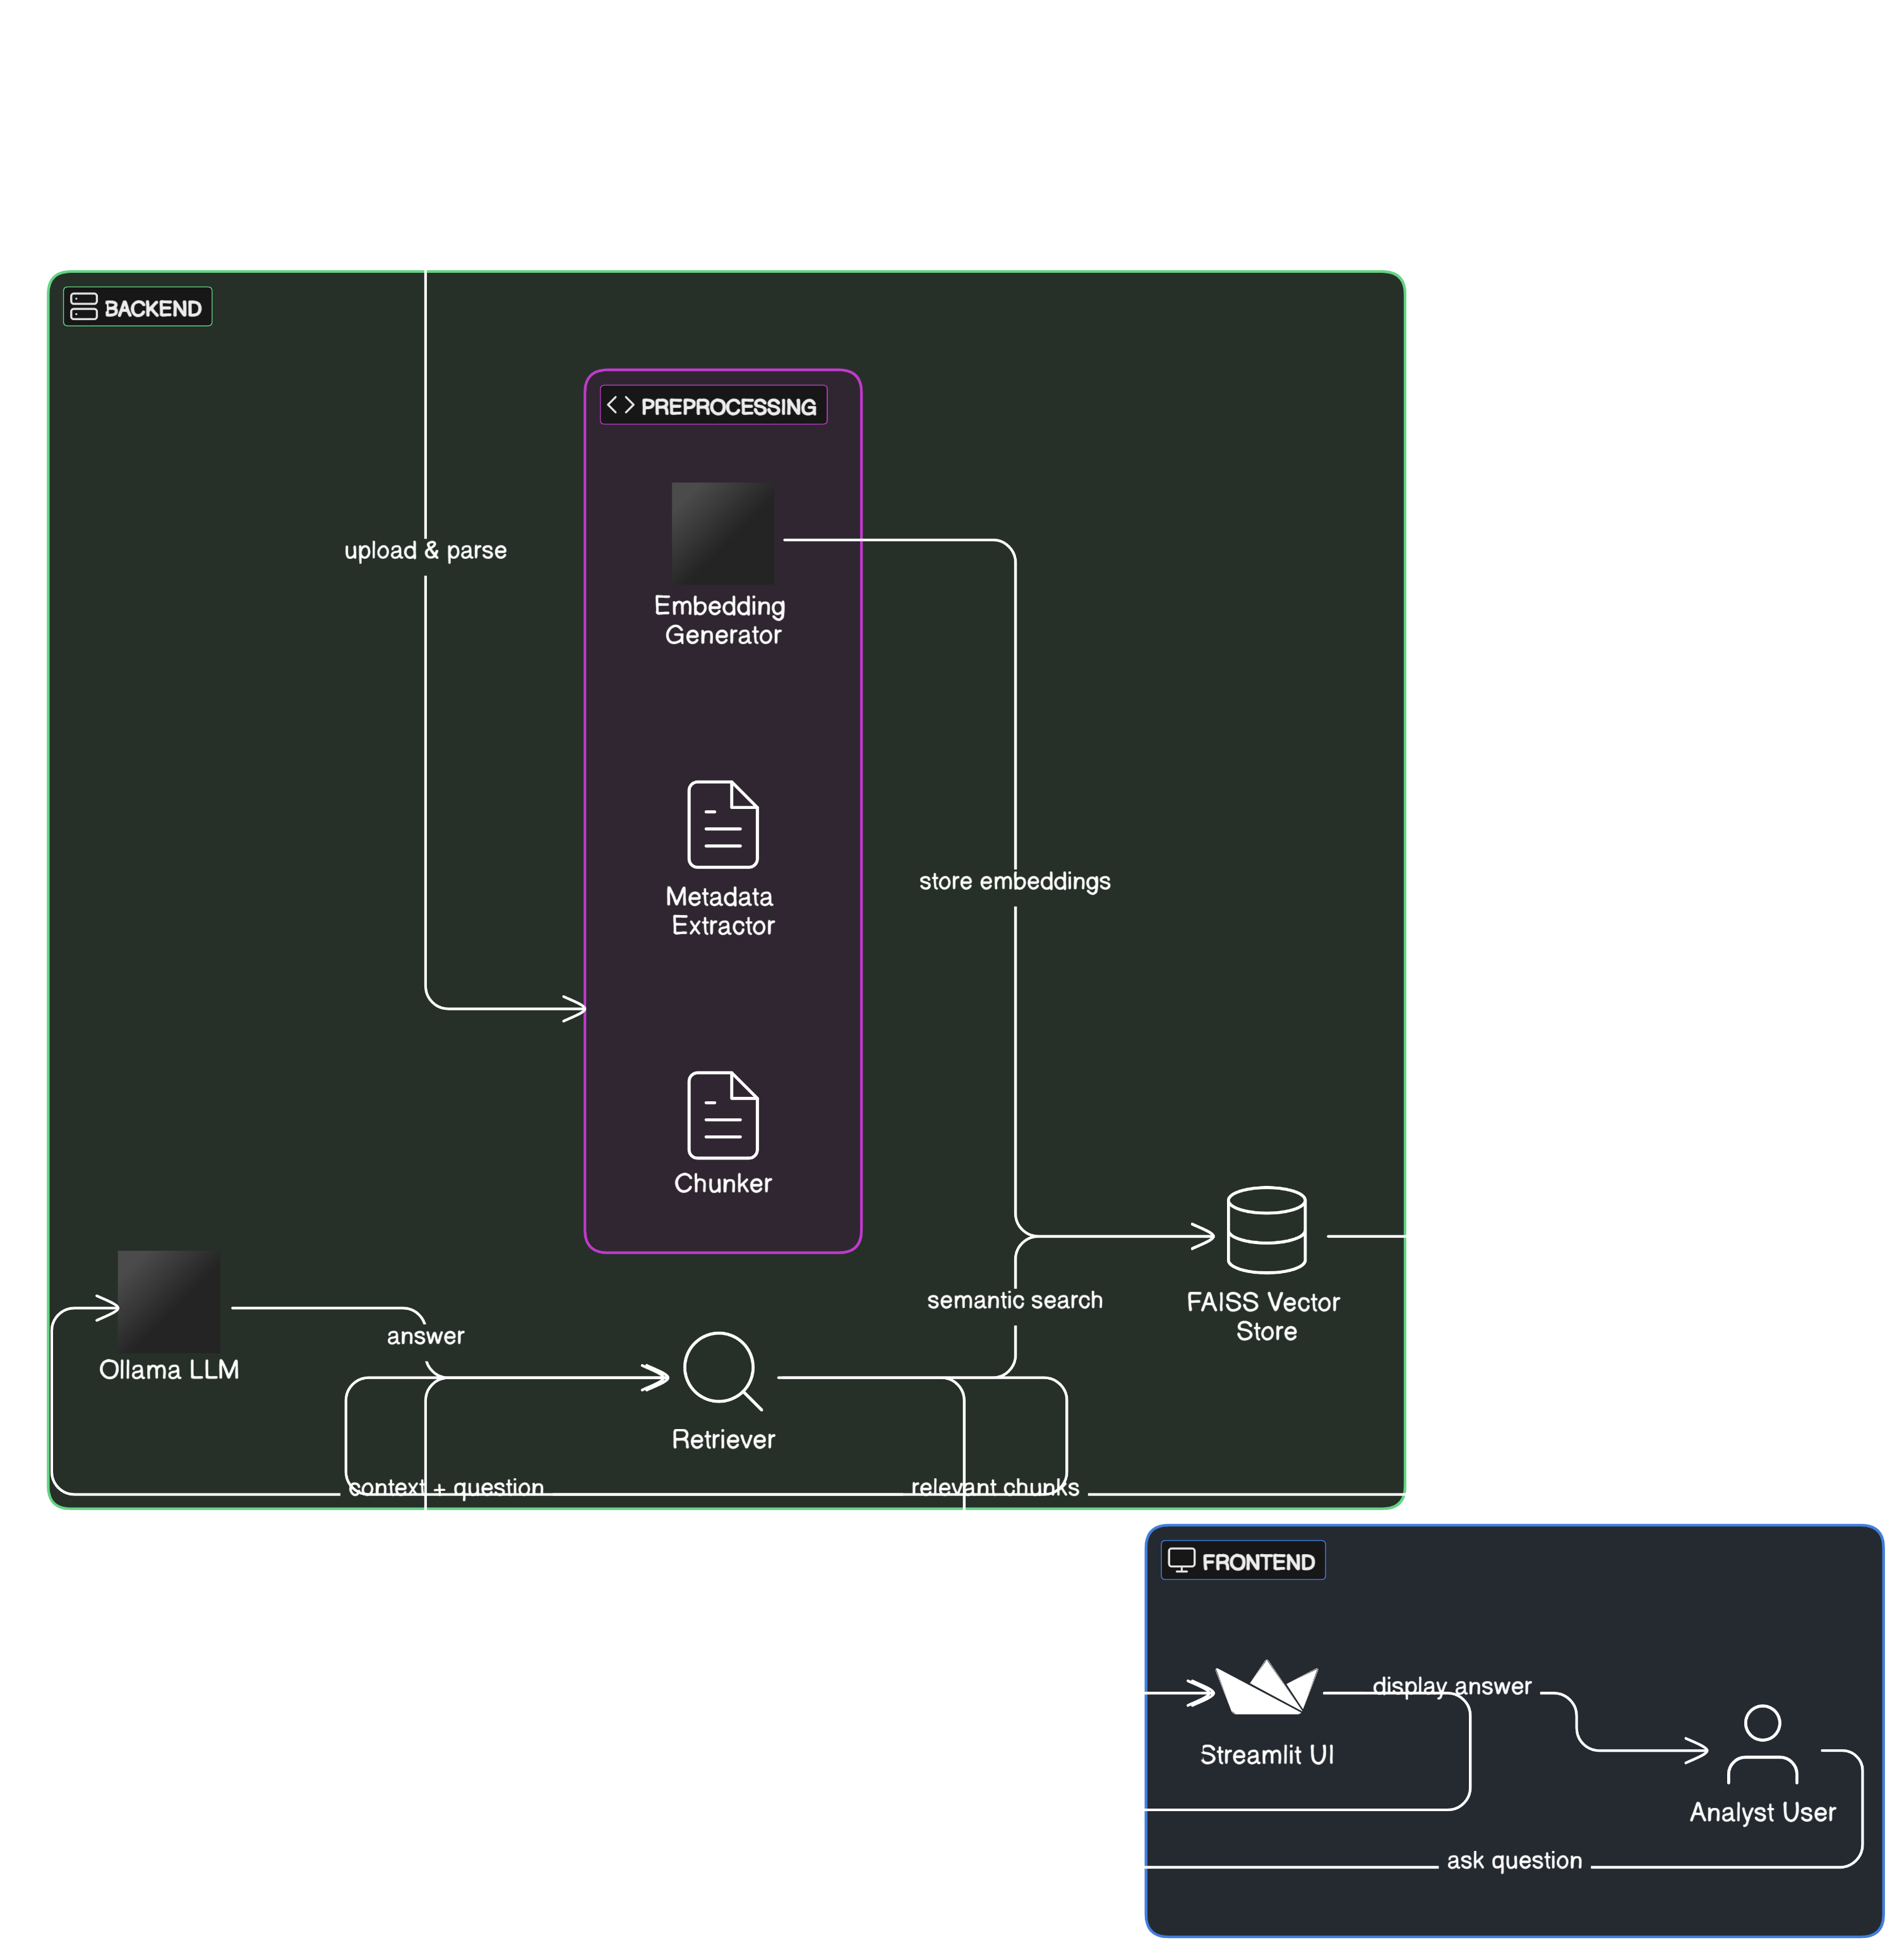 BACKEND
PREPROCESSING
upload & parse
Embedding
Generator
Metadata
Extractor
store embeddings
Chunker
Ollama LLM
answer
Retriever
semantic search
FAISS Vector
Store
context + question
relevant chunks
FRONTEND
Streamlit UI
display answer
Analyst User
ask question